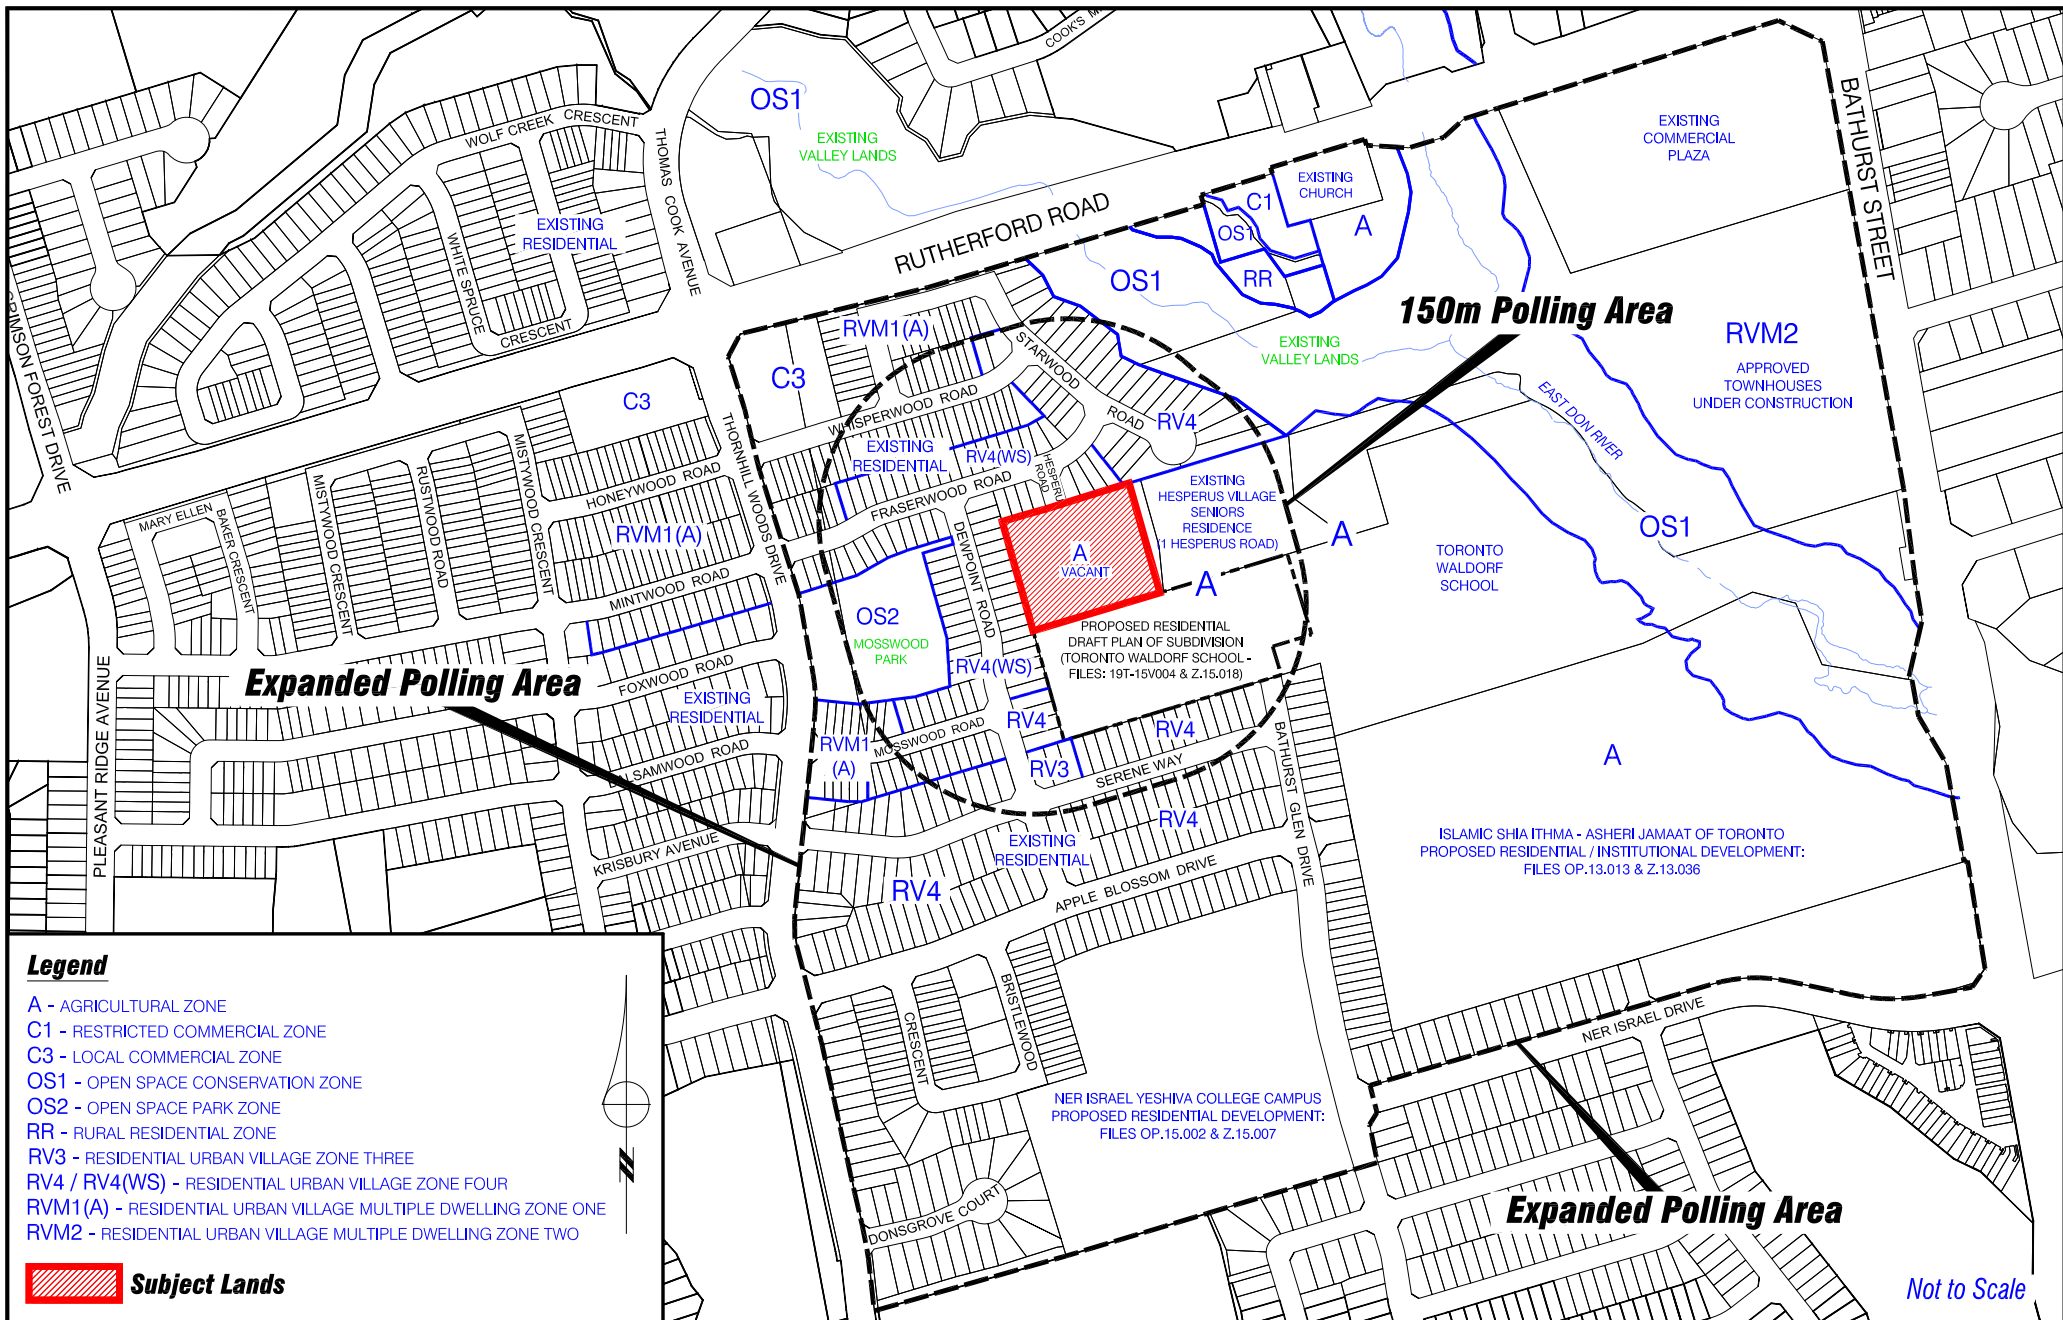 COOK'S M
OS1
EXISTING
VALLEY LANDS
WOLF CREEK CRESCENT
THOMAS COOK AVENUE
EXISTING
RESIDENTIAL
WHITE SPRUCE
CRESCENT
RUTHERFORD ROAD
BATHURST STREET
EXISTING
COMMERCIAL
PLAZA
EXISTING
CHURCH
C1
OS1
A
RR
OS1
EXISTING
VALLEY LANDS
150m Polling Area
RVM2
APPROVED
TOWNHOUSES
UNDER CONSTRUCTION
EAST DON RIVER
RIMSON FOREST DRIVE
C3
C3
RVM1(A)
STARWOOD
ROAD
WHISPERWOOD ROAD
RV4
EXISTING
RESIDENTIAL
RV4(WS)
HESPERUS
ROAD
FRASERWOOD ROAD
THORNHILL WOODS DRIVE
HONEYWOOD ROAD
MISTYWOOD CRESCENT
RUSTWOOD ROAD
MISTYWOOD CRESCENT
MARY ELLEN
BAKER CRESCENT
RVM1(A)
MINTWOOD ROAD
DEWPOINT ROAD
A
VACANT
EXISTING
HESPERUS VILLAGE
SENIORS
RESIDENCE
(1 HESPERUS ROAD)
A
A
TORONTO
WALDORF
SCHOOL
OS1
OS2
MOSSWOOD
PARK
PROPOSED RESIDENTIAL
DRAFT PLAN OF SUBDIVISION
(TORONTO WALDORF SCHOOL -
FILES: 19T-15V004 & Z.15.018)
RV4(WS)
Expanded Polling Area
FOXWOOD ROAD
EXISTING
RESIDENTIAL
PLEASANT RIDGE AVENUE
BALSAMWOOD ROAD
RVM1
(A)
MOSSWOOD ROAD
RV4
RV3
RV4
SERENE WAY
BATHURST GLEN DRIVE
A
KRISBURY AVENUE
EXISTING
RESIDENTIAL
RV4
RV4
APPLE BLOSSOM DRIVE
ISLAMIC SHIA ITHMA - ASHERI JAMAAT OF TORONTO
PROPOSED RESIDENTIAL / INSTITUTIONAL DEVELOPMENT:
FILES OP.13.013 & Z.13.036
BRISTLEWOOD
CRESCENT
NER ISRAEL DRIVE
NER ISRAEL YESHIVA COLLEGE CAMPUS
PROPOSED RESIDENTIAL DEVELOPMENT:
FILES OP.15.002 & Z.15.007
DONSGROVE COURT
Expanded Polling Area
Legend
A - AGRICULTURAL ZONE
C1 - RESTRICTED COMMERCIAL ZONE
C3 - LOCAL COMMERCIAL ZONE
OS1 - OPEN SPACE CONSERVATION ZONE
OS2 - OPEN SPACE PARK ZONE
RR - RURAL RESIDENTIAL ZONE
RV3 - RESIDENTIAL URBAN VILLAGE ZONE THREE
RV4 / RV4(WS) - RESIDENTIAL URBAN VILLAGE ZONE FOUR
RVM1(A) - RESIDENTIAL URBAN VILLAGE MULTIPLE DWELLING ZONE ONE
RVM2 - RESIDENTIAL URBAN VILLAGE MULTIPLE DWELLING ZONE TWO
N
Subject Lands
Not to Scale